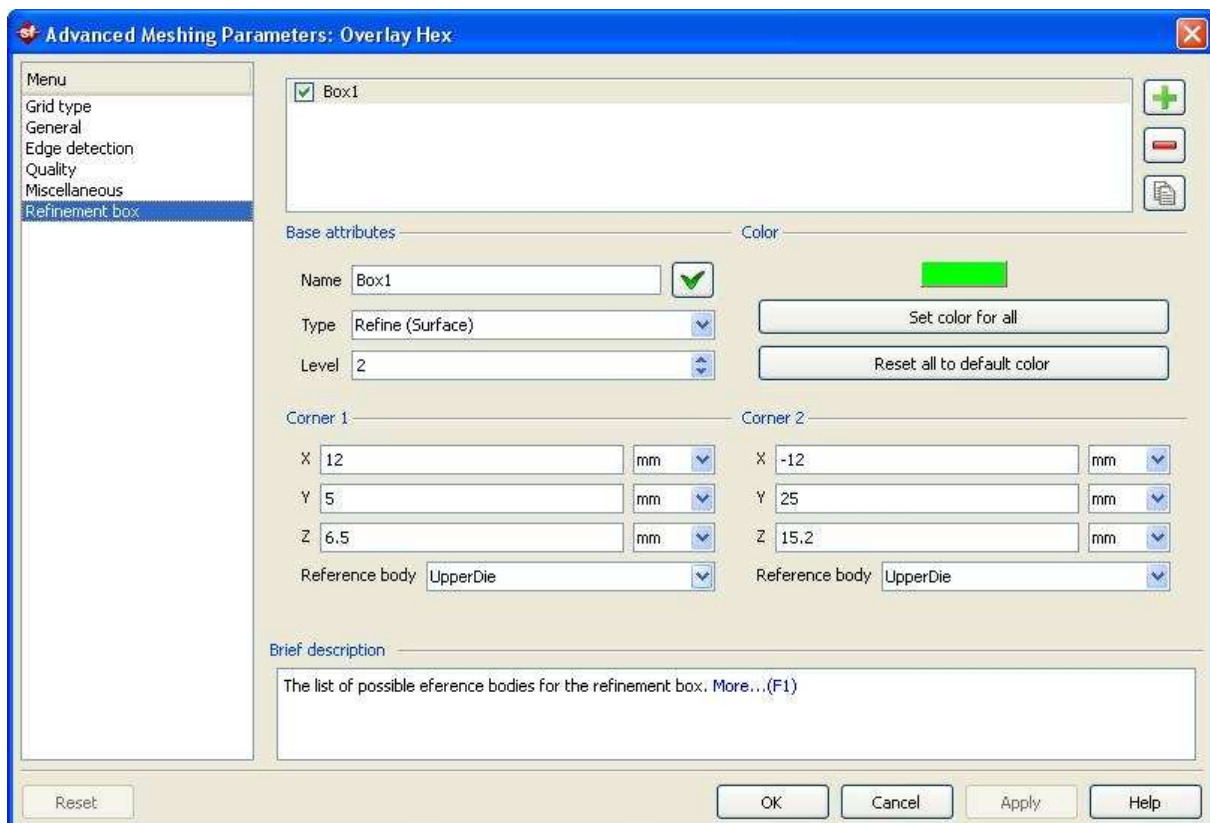 Advanced Meshing Parameters: Overlay Hex
Menu
Grid type
General
Edge detection
Quality
Miscellaneous
Refinement box
Box1
Base attributes
Name Box1
Type Refine (Surface)
Level 2
Color
Set color for all
Reset all to default color
Corner 1
X 12 mm
Y 5 mm
Z 6.5 mm
Reference body UpperDie
Corner 2
X -12 mm
Y 25 mm
Z 15.2 mm
Reference body UpperDie
Brief description
The list of possible eference bodies for the refinement box. More...(F1)
Reset OK Cancel Apply Help